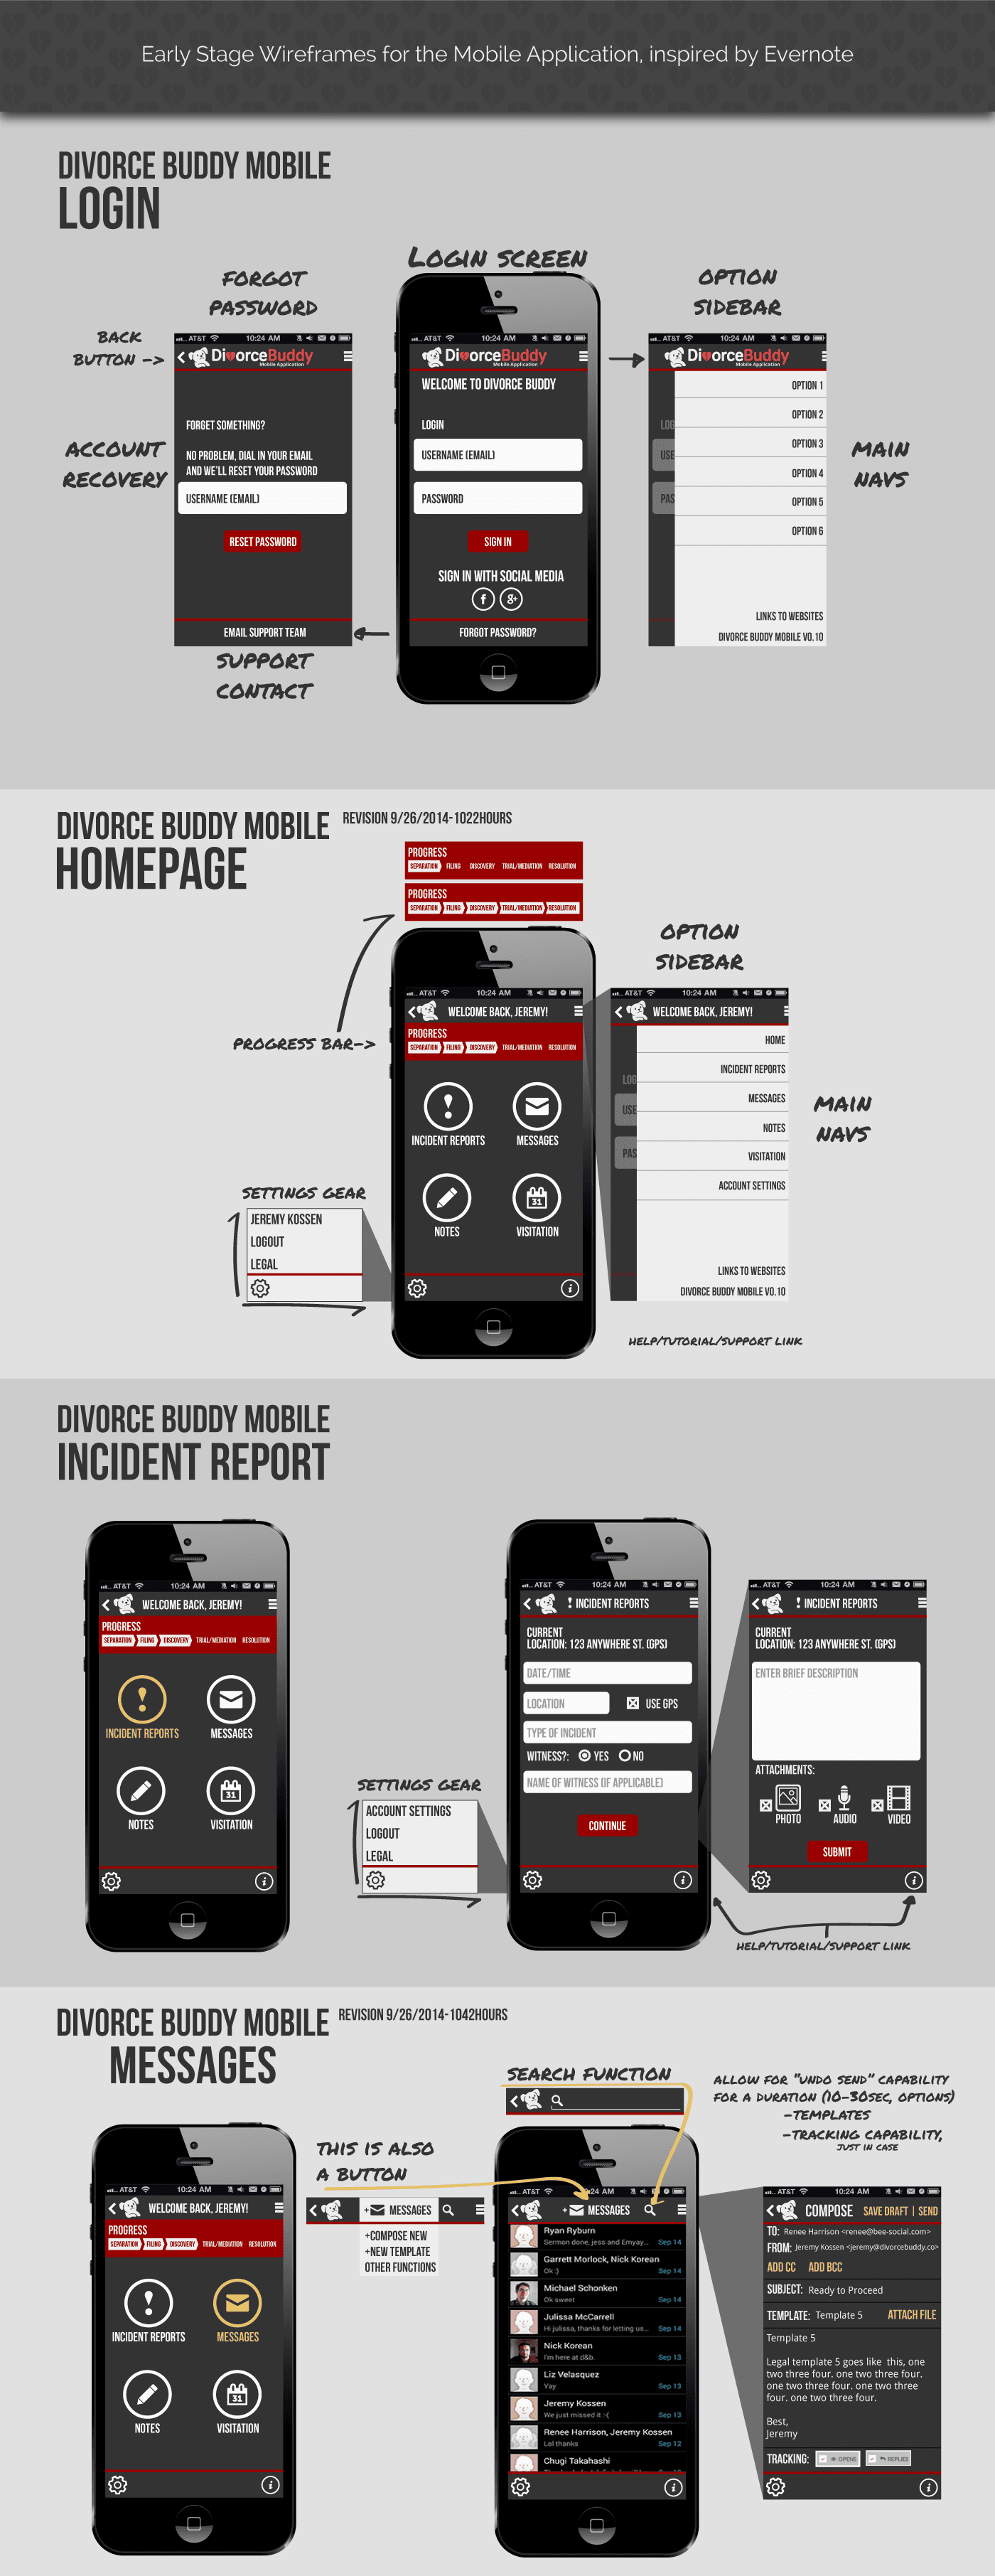 Early Stage Wireframes for the Mobile Application, inspired by Evernote
DIVORCE BUDDY MOBILE
LOGIN
FORGOT
PASSWORD
BACK
BUTTON ->
ACCOUNT
RECOVERY
AT&T 10:24 AM
DivorceBuddy
Mobile Application
FORGET SOMETHING?
NO PROBLEM, DIAL IN YOUR EMAIL
AND WE'LL RESET YOUR PASSWORD
USERNAME (EMAIL)
RESET PASSWORD
EMAIL SUPPORT TEAM
SUPPORT
CONTACT
LOGIN SCREEN
AT&T 10:24 AM
DivorceBuddy
Mobile Application
WELCOME TO DIVORCE BUDDY
LOGIN
USERNAME (EMAIL)
PASSWORD
SIGN IN
SIGN IN WITH SOCIAL MEDIA
f g+
FORGOT PASSWORD?
OPTION
SIDEBAR
AT&T 10:24 AM
DivorceBuddy
Mobile Application
LOG
USE
PAS
OPTION 1
OPTION 2
OPTION 3
OPTION 4
OPTION 5
OPTION 6
LINKS TO WEBSITES
DIVORCE BUDDY MOBILE V0.10
MAIN
NAVS
DIVORCE BUDDY MOBILE REVISION 9/26/2014-1022HOURS
HOMEPAGE
PROGRESS
SEPARATION FILING DISCOVERY TRIAL/MEDIATION RESOLUTION
PROGRESS
SEPARATION FILING DISCOVERY TRIAL/MEDIATION RESOLUTION
PROGRESS BAR->
AT&T 10:24 AM
WELCOME BACK, JEREMY!
PROGRESS
SEPARATION FILING DISCOVERY TRIAL/MEDIATION RESOLUTION
INCIDENT REPORTS MESSAGES
31
NOTES VISITATION
SETTINGS GEAR
JEREMY KOSSEN
LOGOUT
LEGAL
OPTION
SIDEBAR
AT&T 10:24 AM
WELCOME BACK, JEREMY!
LOG
USE
PAS
HOME
INCIDENT REPORTS
MESSAGES
NOTES
VISITATION
ACCOUNT SETTINGS
LINKS TO WEBSITES
DIVORCE BUDDY MOBILE V0.10
MAIN
NAVS
HELP/TUTORIAL/SUPPORT LINK
DIVORCE BUDDY MOBILE
INCIDENT REPORT
AT&T 10:24 AM
WELCOME BACK, JEREMY!
PROGRESS
SEPARATION FILING DISCOVERY TRIAL/MEDIATION RESOLUTION
INCIDENT REPORTS MESSAGES
31
NOTES VISITATION
SETTINGS GEAR
ACCOUNT SETTINGS
LOGOUT
LEGAL
AT&T 10:24 AM
! INCIDENT REPORTS
CURRENT
LOCATION: 123 ANYWHERE ST. (GPS)
DATE/TIME
LOCATION USE GPS
TYPE OF INCIDENT
WITNESS?: YES NO
NAME OF WITNESS (IF APPLICABLE)
CONTINUE
AT&T 10:24 AM
! INCIDENT REPORTS
CURRENT
LOCATION: 123 ANYWHERE ST. (GPS)
ENTER BRIEF DESCRIPTION
ATTACHMENTS:
PHOTO AUDIO VIDEO
SUBMIT
HELP/TUTORIAL/SUPPORT LINK
DIVORCE BUDDY MOBILE REVISION 9/26/2014-1042HOURS
MESSAGES
AT&T 10:24 AM
WELCOME BACK, JEREMY!
PROGRESS
SEPARATION FILING DISCOVERY TRIAL/MEDIATION RESOLUTION
INCIDENT REPORTS MESSAGES
31
NOTES VISITATION
THIS IS ALSO
A BUTTON
+ MESSAGES
+COMPOSE NEW
+NEW TEMPLATE
OTHER FUNCTIONS
SEARCH FUNCTION
AT&T 10:24 AM
+ MESSAGES
Ryan Ryburn
Sermon done, jess and Emyay... Sep 14
Garrett Morlock, Nick Korean
Ok :) Sep 14
Michael Schonken
Ok sweet Sep 14
Julissa McCarrell
Hi julissa, thanks for letting us... Sep 14
Nick Korean
I'm here at d&b. Sep 13
Liz Velasquez
Yay Sep 13
Jeremy Kossen
We just missed it :-( Sep 13
Renee Harrison, Jeremy Kossen
Lol thanks Sep 12
Chugi Takahashi
ALLOW FOR "UNDO SEND" CAPABILITY
FOR A DURATION (10-30SEC, OPTIONS)
-TEMPLATES
-TRACKING CAPABILITY,
JUST IN CASE
AT&T 10:24 AM
COMPOSE SAVE DRAFT | SEND
TO: Renee Harrison <renee@bee-social.com>
FROM: Jeremy Kossen <jeremy@divorcebuddy.co>
ADD CC ADD BCC
SUBJECT: Ready to Proceed
TEMPLATE: Template 5 ATTACH FILE
Template 5
Legal template 5 goes like this, one
two three four. one two three four.
one two three four. one two three
four. one two three four.
Best,
Jeremy
TRACKING: OPENS REPLIES